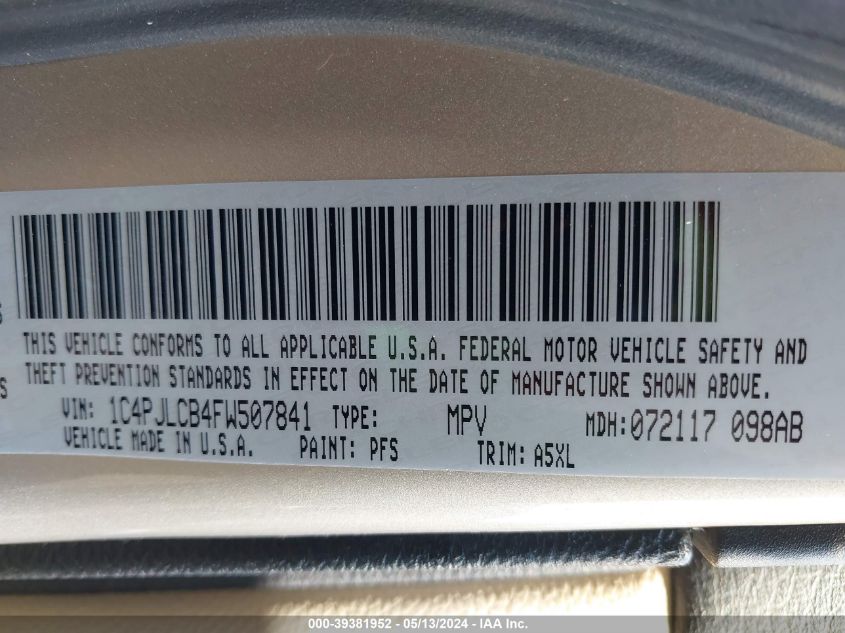 S
THIS VEHICLE CONFORMS TO ALL APPLICABLE U.S.A. FEDERAL MOTOR VEHICLE SAFETY AND
S THEFT PREVENTION STANDARDS IN EFFECT ON THE DATE OF MANUFACTURE SHOWN ABOVE.
VIN: 1C4PJLCB4FW507841 TYPE: MPV MDH:072117 098AB
VEHICLE MADE IN U.S.A. PAINT: PFS TRIM: A5XL
000-39381952 - 05/13/2024 - IAA Inc.